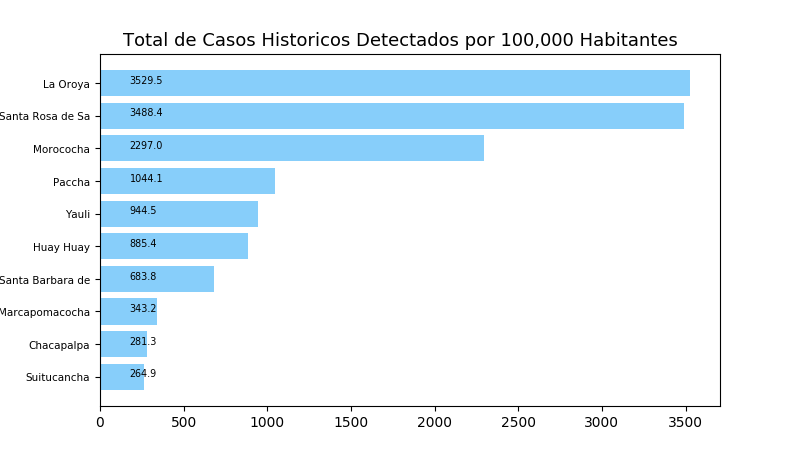 Total de Casos Historicos Detectados por 100,000 Habitantes
La Oroya 3529.5
Santa Rosa de Sa 3488.4
Morococha 2297.0
Paccha 1044.1
Yauli 944.5
Huay Huay 885.4
Santa Barbara de 683.8
Marcapomacocha 343.2
Chacapalpa 281.3
Suitucancha 264.9
0 500 1000 1500 2000 2500 3000 3500